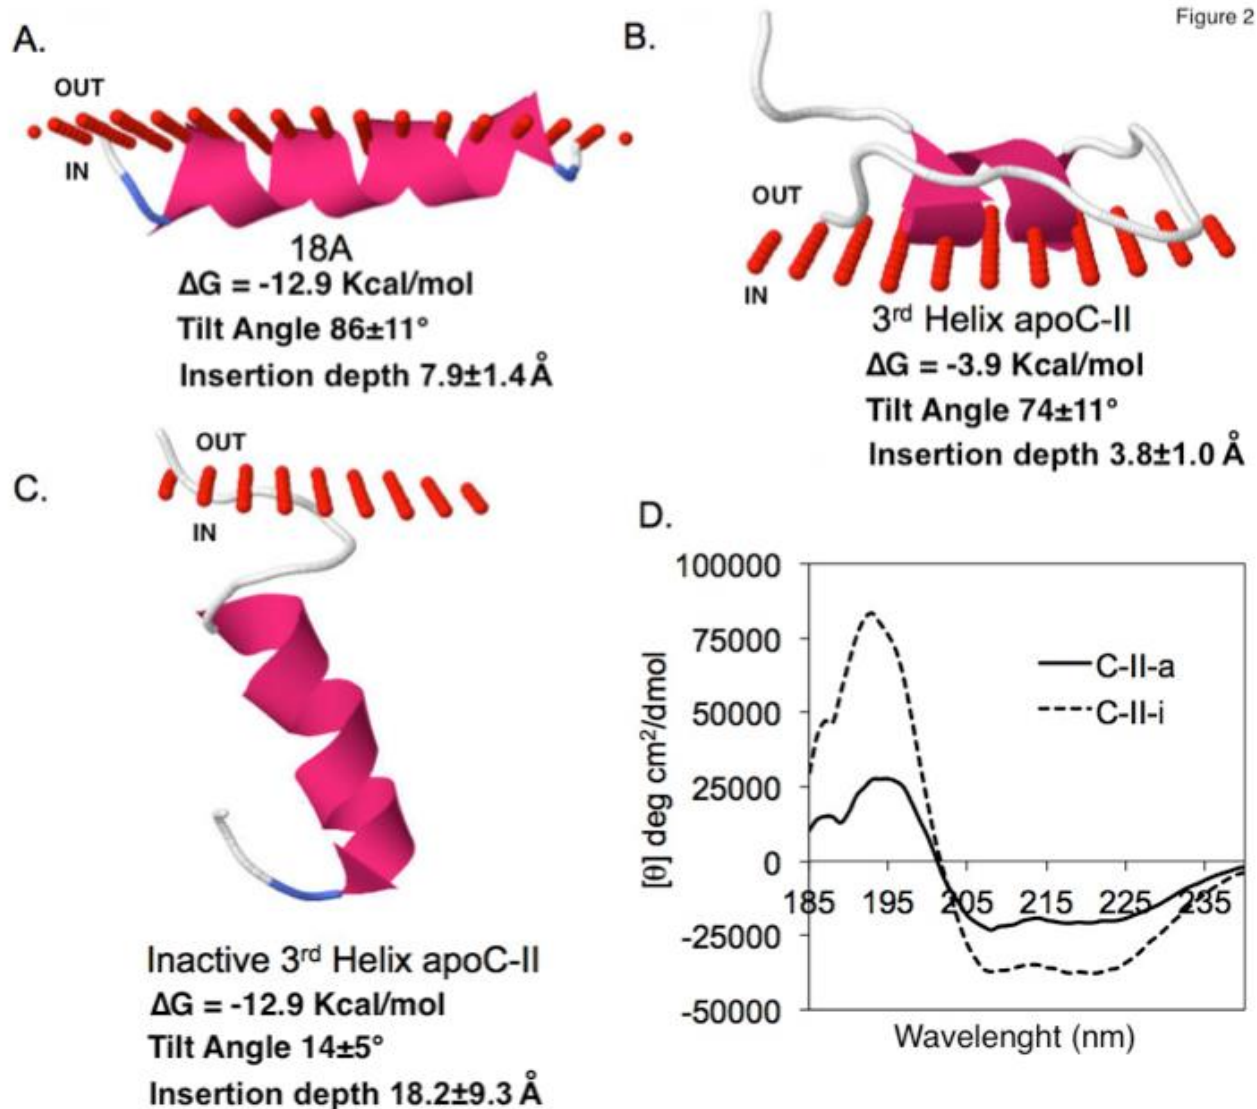 Figure 2
A.
OUT
IN
18A
ΔG = -12.9 Kcal/mol
Tilt Angle 86±11°
Insertion depth 7.9±1.4 Å
B.
OUT
IN
3rd Helix apoC-II
ΔG = -3.9 Kcal/mol
Tilt Angle 74±11°
Insertion depth 3.8±1.0 Å
C.
OUT
IN
Inactive 3rd Helix apoC-II
ΔG = -12.9 Kcal/mol
Tilt Angle 14±5°
Insertion depth 18.2±9.3 Å
D.
[θ] deg cm²/dmol
100000
75000
50000
25000
0
-25000
-50000
C-II-a
C-II-i
185 195 205 215 225 235
Wavelenght (nm)